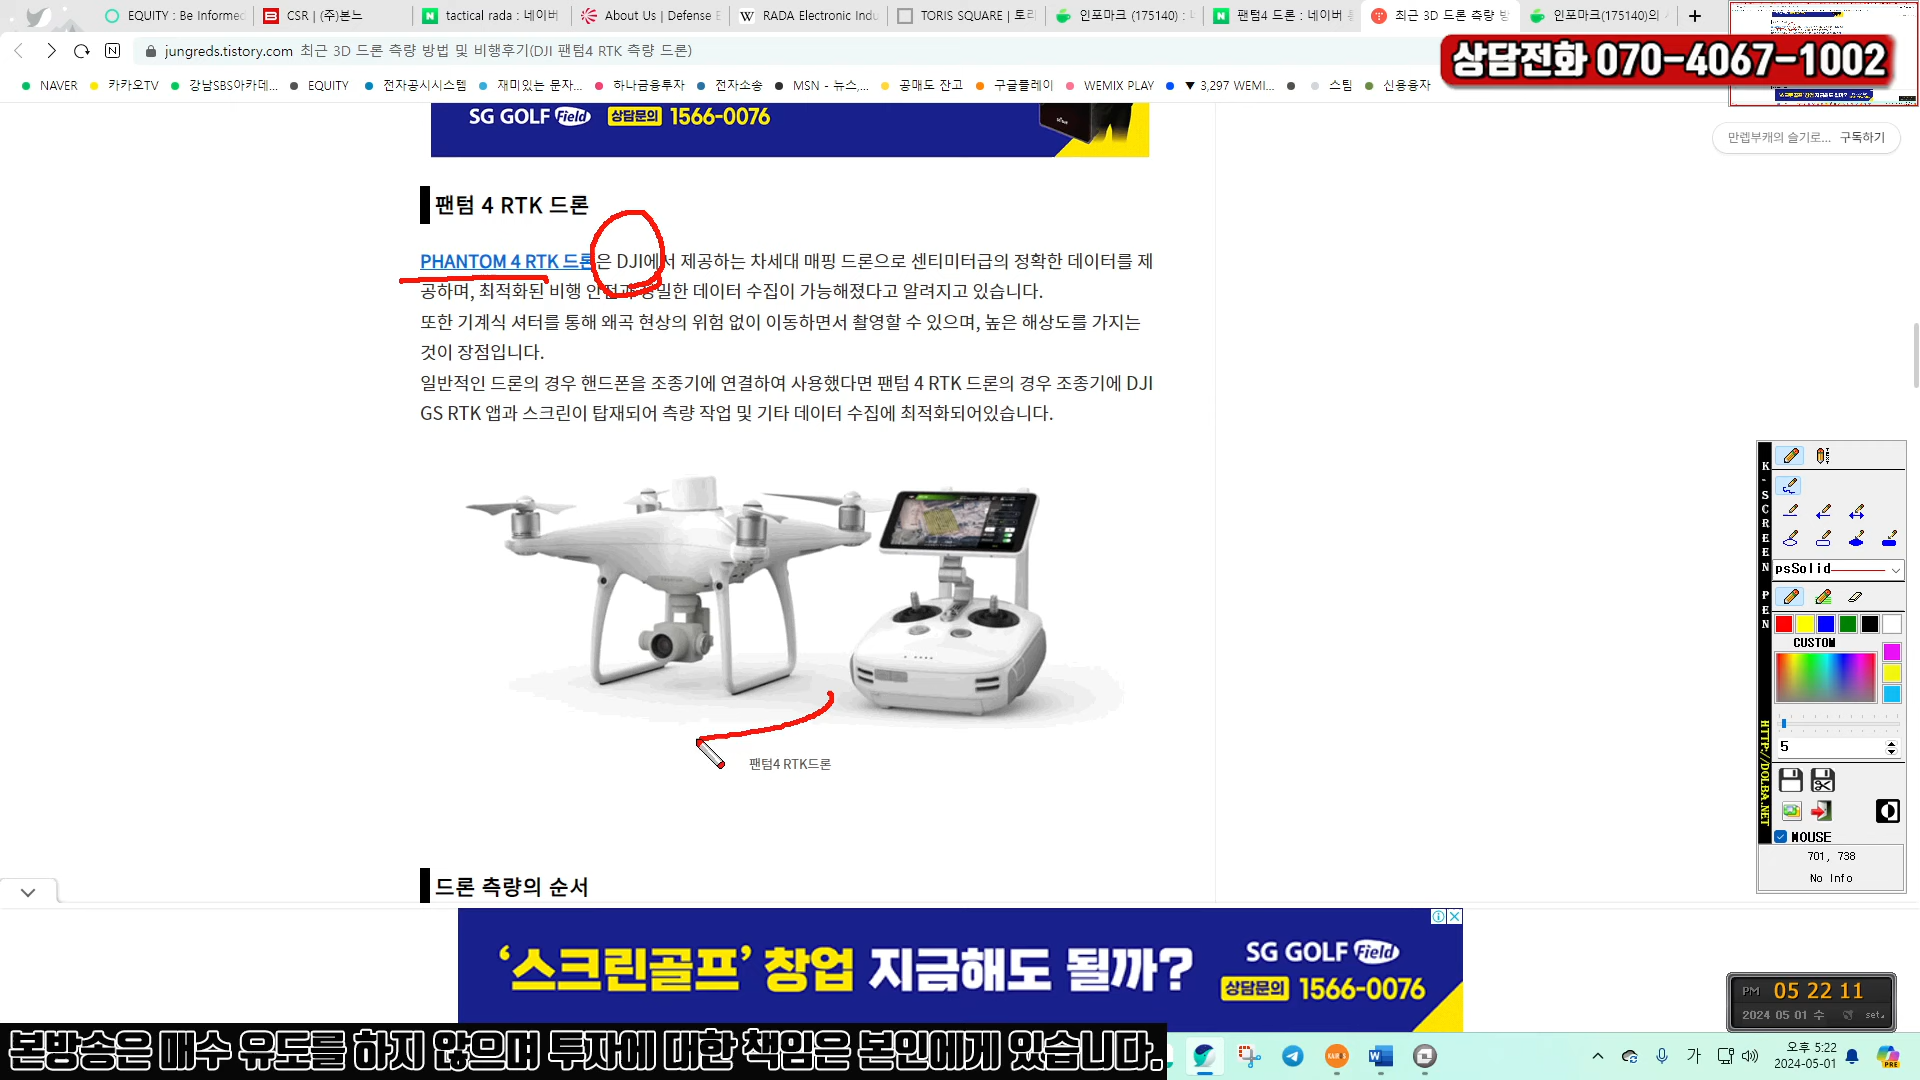 EQUITY : Be Informed
CSR | (주)본느
tactical rada : 네이버
About Us | Defense E
RADA Electronic Indu
TORIS SQUARE | 토리
인포마크 (175140) : 네
팬텀4 드론 : 네이버
최근 3D 드론 측량 방
인포마크(175140)의
jungreds.tistory.com 최근 3D 드론 측량 방법 및 비행후기(DJI 팬텀4 RTK 측량 드론)
상담전화 070-4067-1002
NAVER
카카오TV
강남SBS아카데...
EQUITY
전자공시시스템
재미있는 문자...
하나금융투자
전자소송
MSN - 뉴스,...
공매도 잔고
구글플레이
WEMIX PLAY
▼ 3,297 WEMI...
스팀
신용융자
SG GOLF Field 상담문의 1566-0076
만렙부캐의 슬기로... 구독하기
팬텀 4 RTK 드론
PHANTOM 4 RTK 드론은 DJI에서 제공하는 차세대 매핑 드론으로 센티미터급의 정확한 데이터를 제
공하며, 최적화된 비행 안전과 정밀한 데이터 수집이 가능해졌다고 알려지고 있습니다.
또한 기계식 셔터를 통해 왜곡 현상의 위험 없이 이동하면서 촬영할 수 있으며, 높은 해상도를 가지는
것이 장점입니다.
일반적인 드론의 경우 핸드폰을 조종기에 연결하여 사용했다면 팬텀 4 RTK 드론의 경우 조종기에 DJI
GS RTK 앱과 스크린이 탑재되어 측량 작업 및 기타 데이터 수집에 최적화되어있습니다.
팬텀4 RTK드론
드론 측량의 순서
K-SCREEN PEN
HTTP://DOLBA.NET
psSolid
CUSTOM
5
MOUSE
701, 738
No Info
'스크린골프' 창업 지금해도 될까?
SG GOLF Field
상담문의 1566-0076
PM 05 22 11
2024 05 01 수 set.
본방송은 매수 유도를 하지 않으며 투자에 대한 책임은 본인에게 있습니다.
가
오후 5:22
2024-05-01
PRE